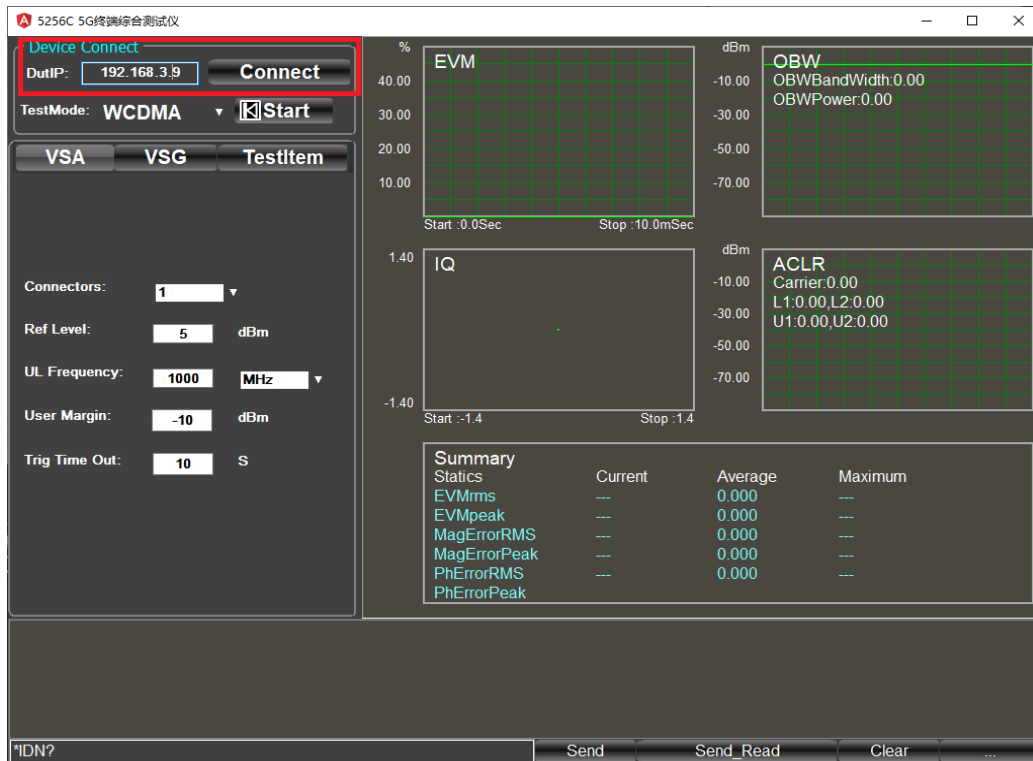 5256C 5G终端综合测试仪
Device Connect
DutIP: 192.168.3.9 Connect
TestMode: WCDMA Start
VSA VSG TestItem
Connectors: 1
Ref Level: 5 dBm
UL Frequency: 1000 MHz
User Margin: -10 dBm
Trig Time Out: 10 S
%
40.00
30.00
20.00
10.00
EVM
Start :0.0Sec Stop :10.0mSec
dBm
-10.00
-30.00
-50.00
-70.00
OBW
OBWBandWidth:0.00
OBWPower:0.00
1.40
-1.40
IQ
Start :-1.4 Stop :1.4
dBm
-10.00
-30.00
-50.00
-70.00
ACLR
Carrier:0.00
L1:0.00,L2:0.00
U1:0.00,U2:0.00
Summary
Statics Current Average Maximum
EVMrms --- 0.000 ---
EVMpeak --- 0.000 ---
MagErrorRMS --- 0.000 ---
MagErrorPeak --- 0.000 ---
PhErrorRMS --- 0.000 ---
PhErrorPeak
*IDN? Send Send_Read Clear ...